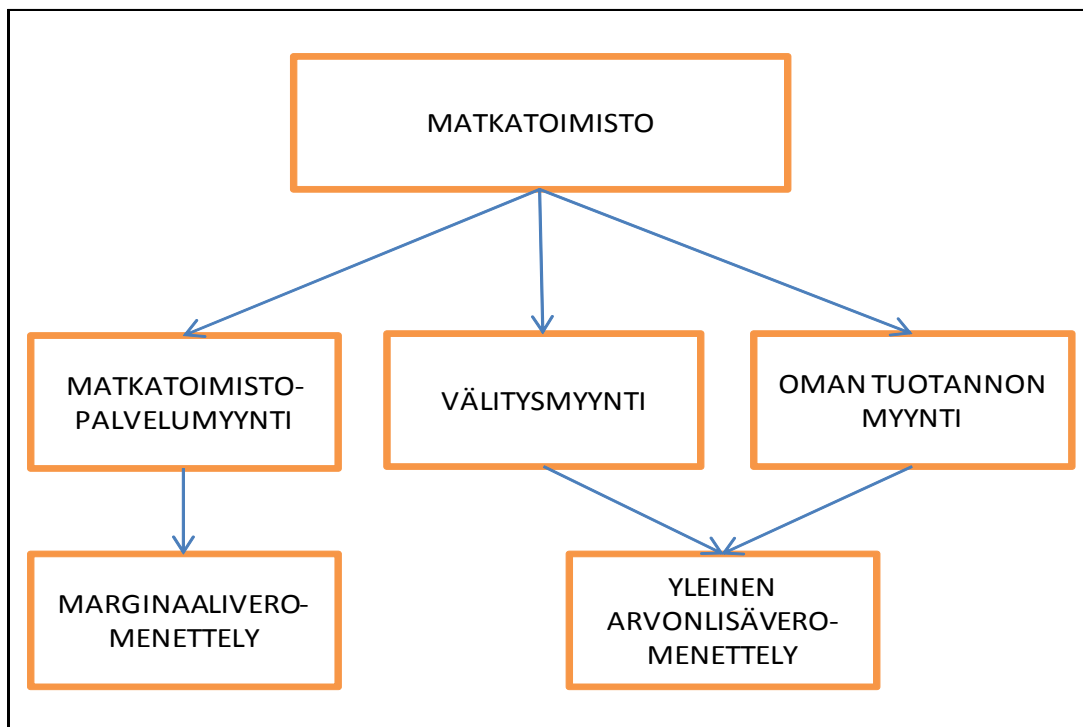 MATKATOIMISTO
MATKATOIMISTO-
PALVELUMYYNTI
VÄLITYSMYYNTI
OMAN TUOTANNON
MYYNTI
MARGINAALIVERO-
MENETTELY
YLEINEN
ARVONLISÄVERO-
MENETTELY